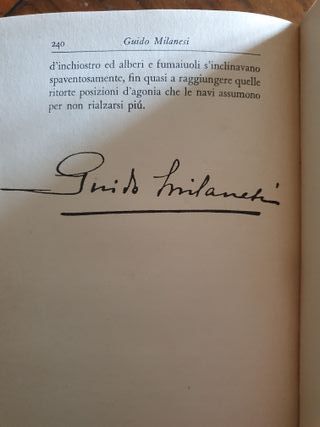 240
Guido Milanesi
d'inchiostro ed alberi e fumaiuoli s'inclinavano
spaventosamente, fin quasi a raggiungere quelle
ritorte posizioni d'agonia che le navi assumono
per non rialzarsi piú.
Guido Milanesi